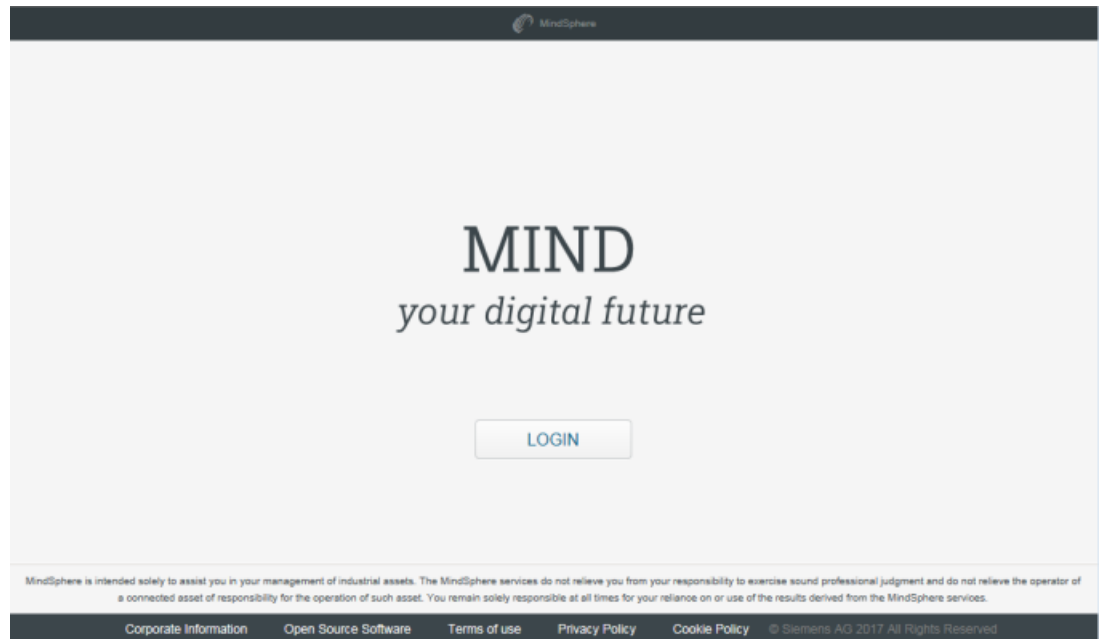 MindSphere
MIND
your digital future
LOGIN
MindSphere is intended solely to assist you in your management of industrial assets. The MindSphere services do not relieve you from your responsibility to exercise sound professional judgment and do not relieve the operator of
a connected asset of responsibility for the operation of such asset. You remain solely responsible at all times for your reliance on or use of the results derived from the MindSphere services.
Corporate Information Open Source Software Terms of use Privacy Policy Cookie Policy © Siemens AG 2017 All Rights Reserved